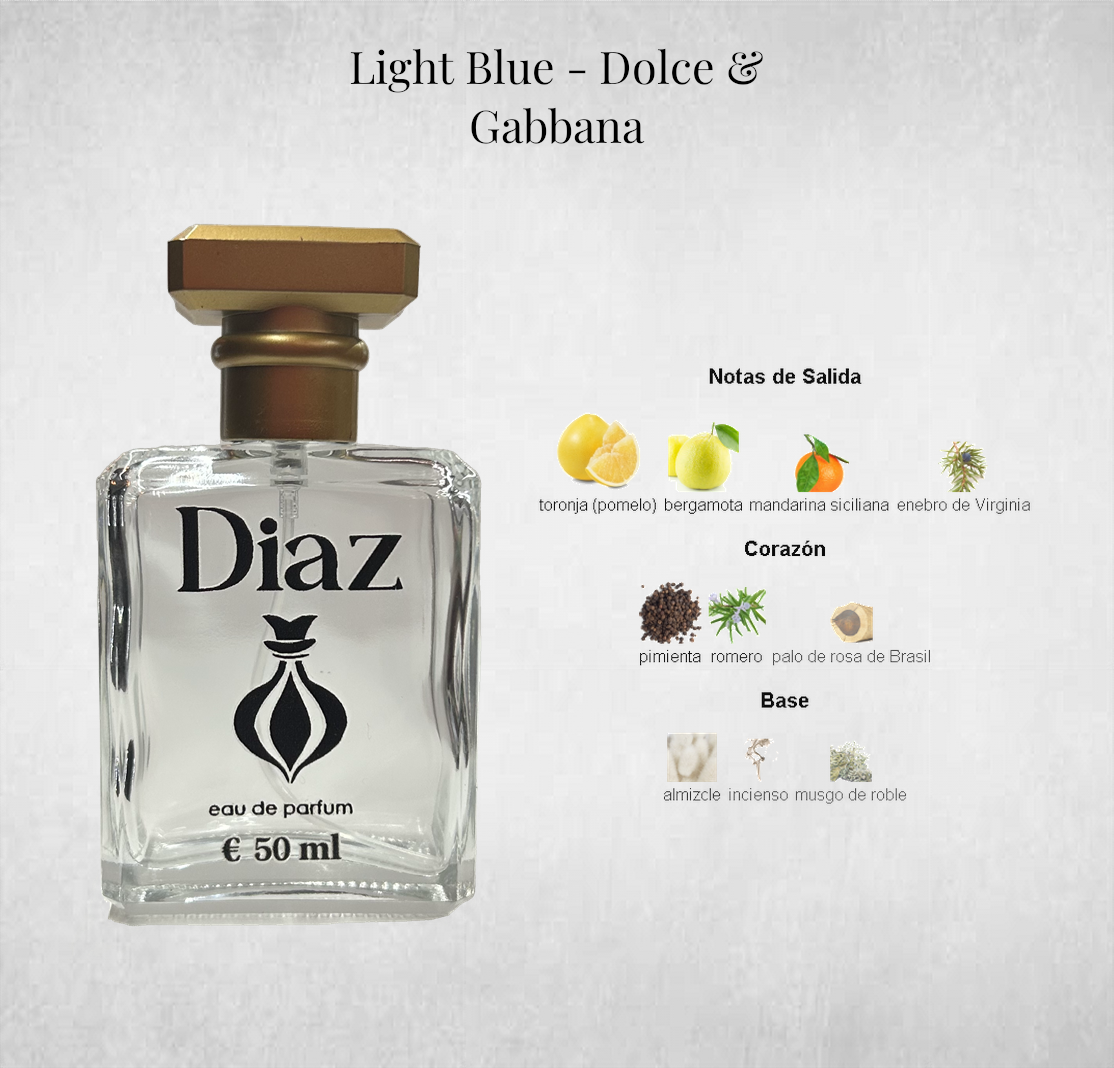 Light Blue - Dolce &
Gabbana
Diaz
eau de parfum
€ 50 ml
Notas de Salida
toronja (pomelo) bergamota mandarina siciliana enebro de Virginia
Corazón
pimienta romero palo de rosa de Brasil
Base
almizcle incienso musgo de roble